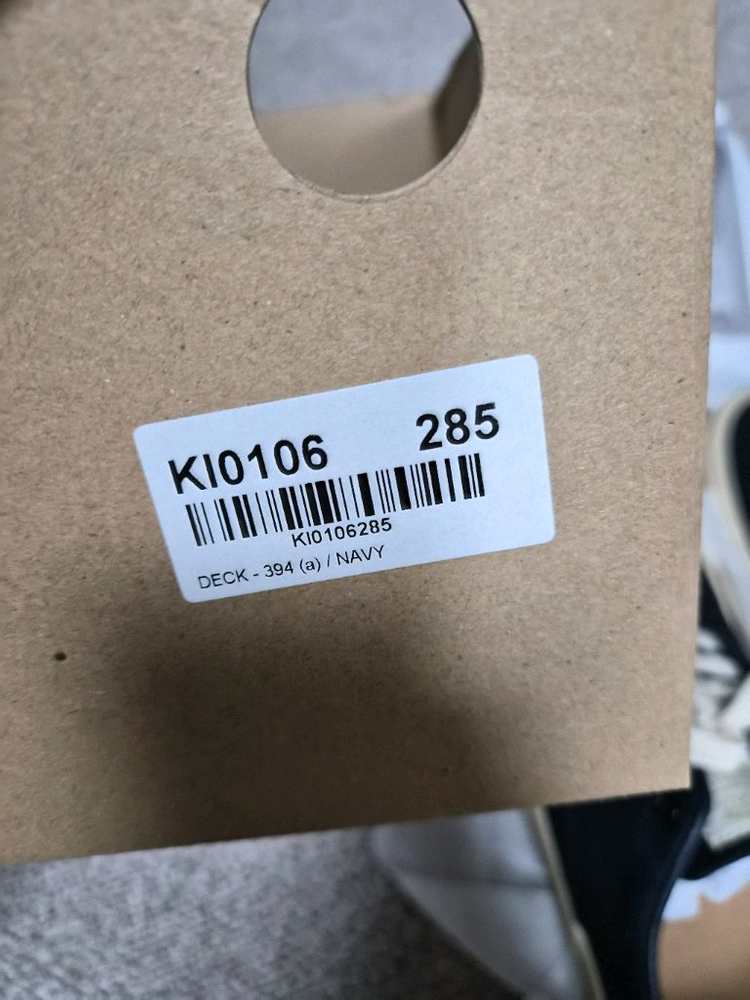 KI0106 285
KI0106285
DECK - 394 (a) / NAVY